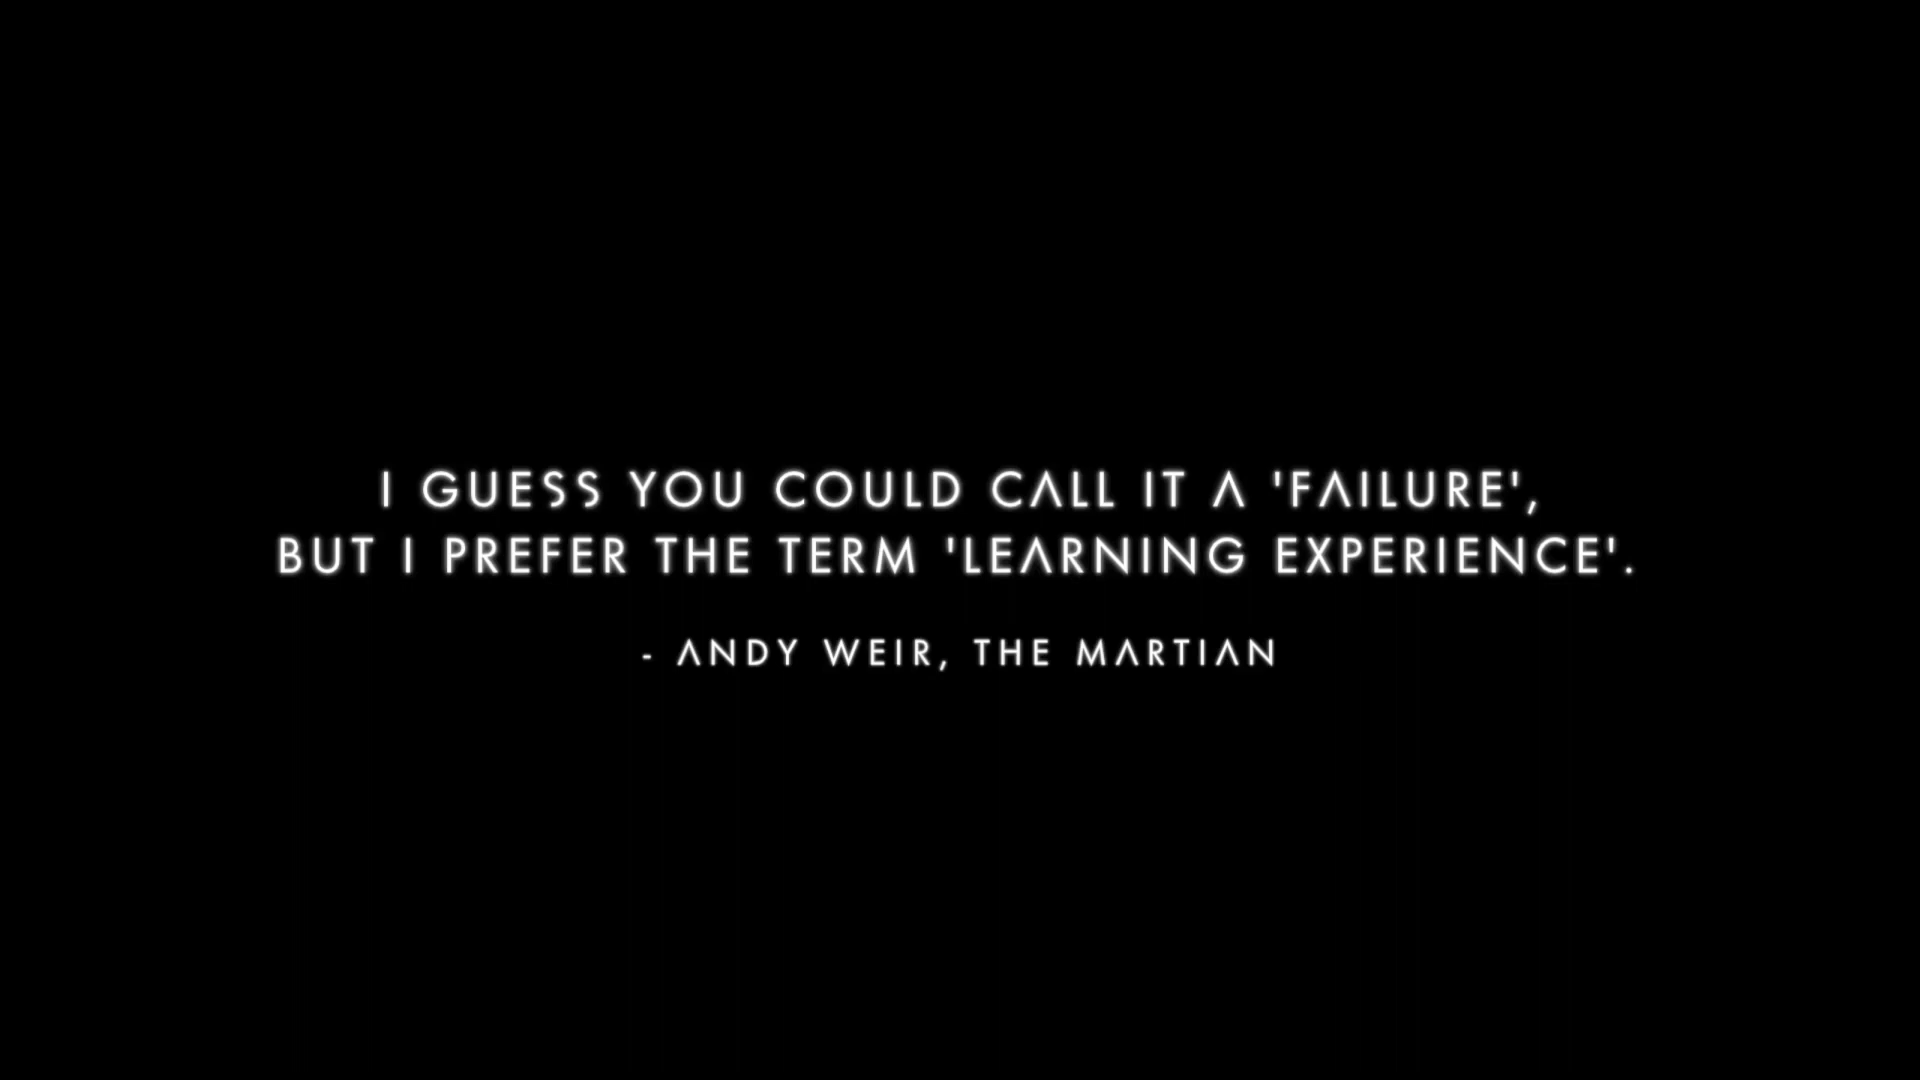 I GUESS YOU COULD CALL IT A 'FAILURE',
BUT I PREFER THE TERM 'LEARNING EXPERIENCE'.
- ANDY WEIR, THE MARTIAN